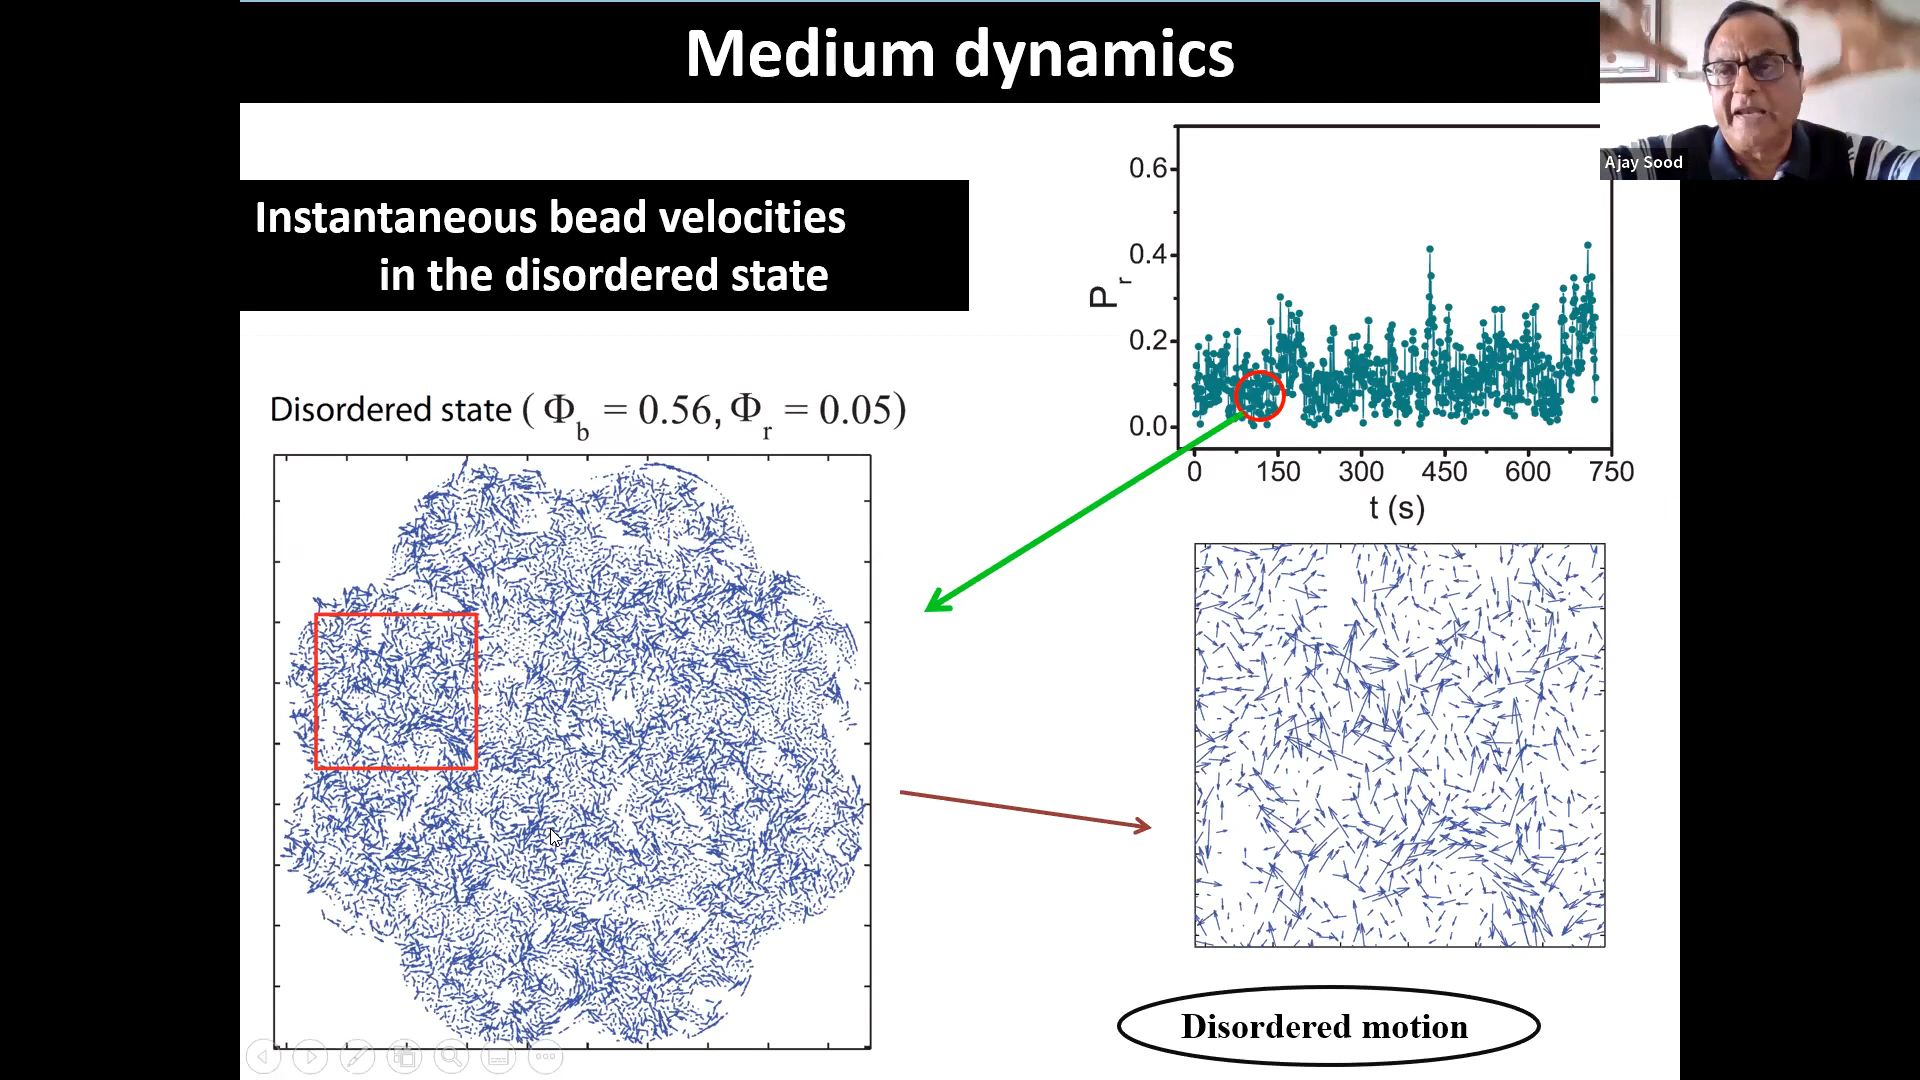 Medium dynamics
Ajay Sood
Instantaneous bead velocities
in the disordered state
0.6
0.4
0.2
0.0
P r
0 150 300 450 600 750
t (s)
Disordered state ( Φb = 0.56, Φr = 0.05)
Disordered motion